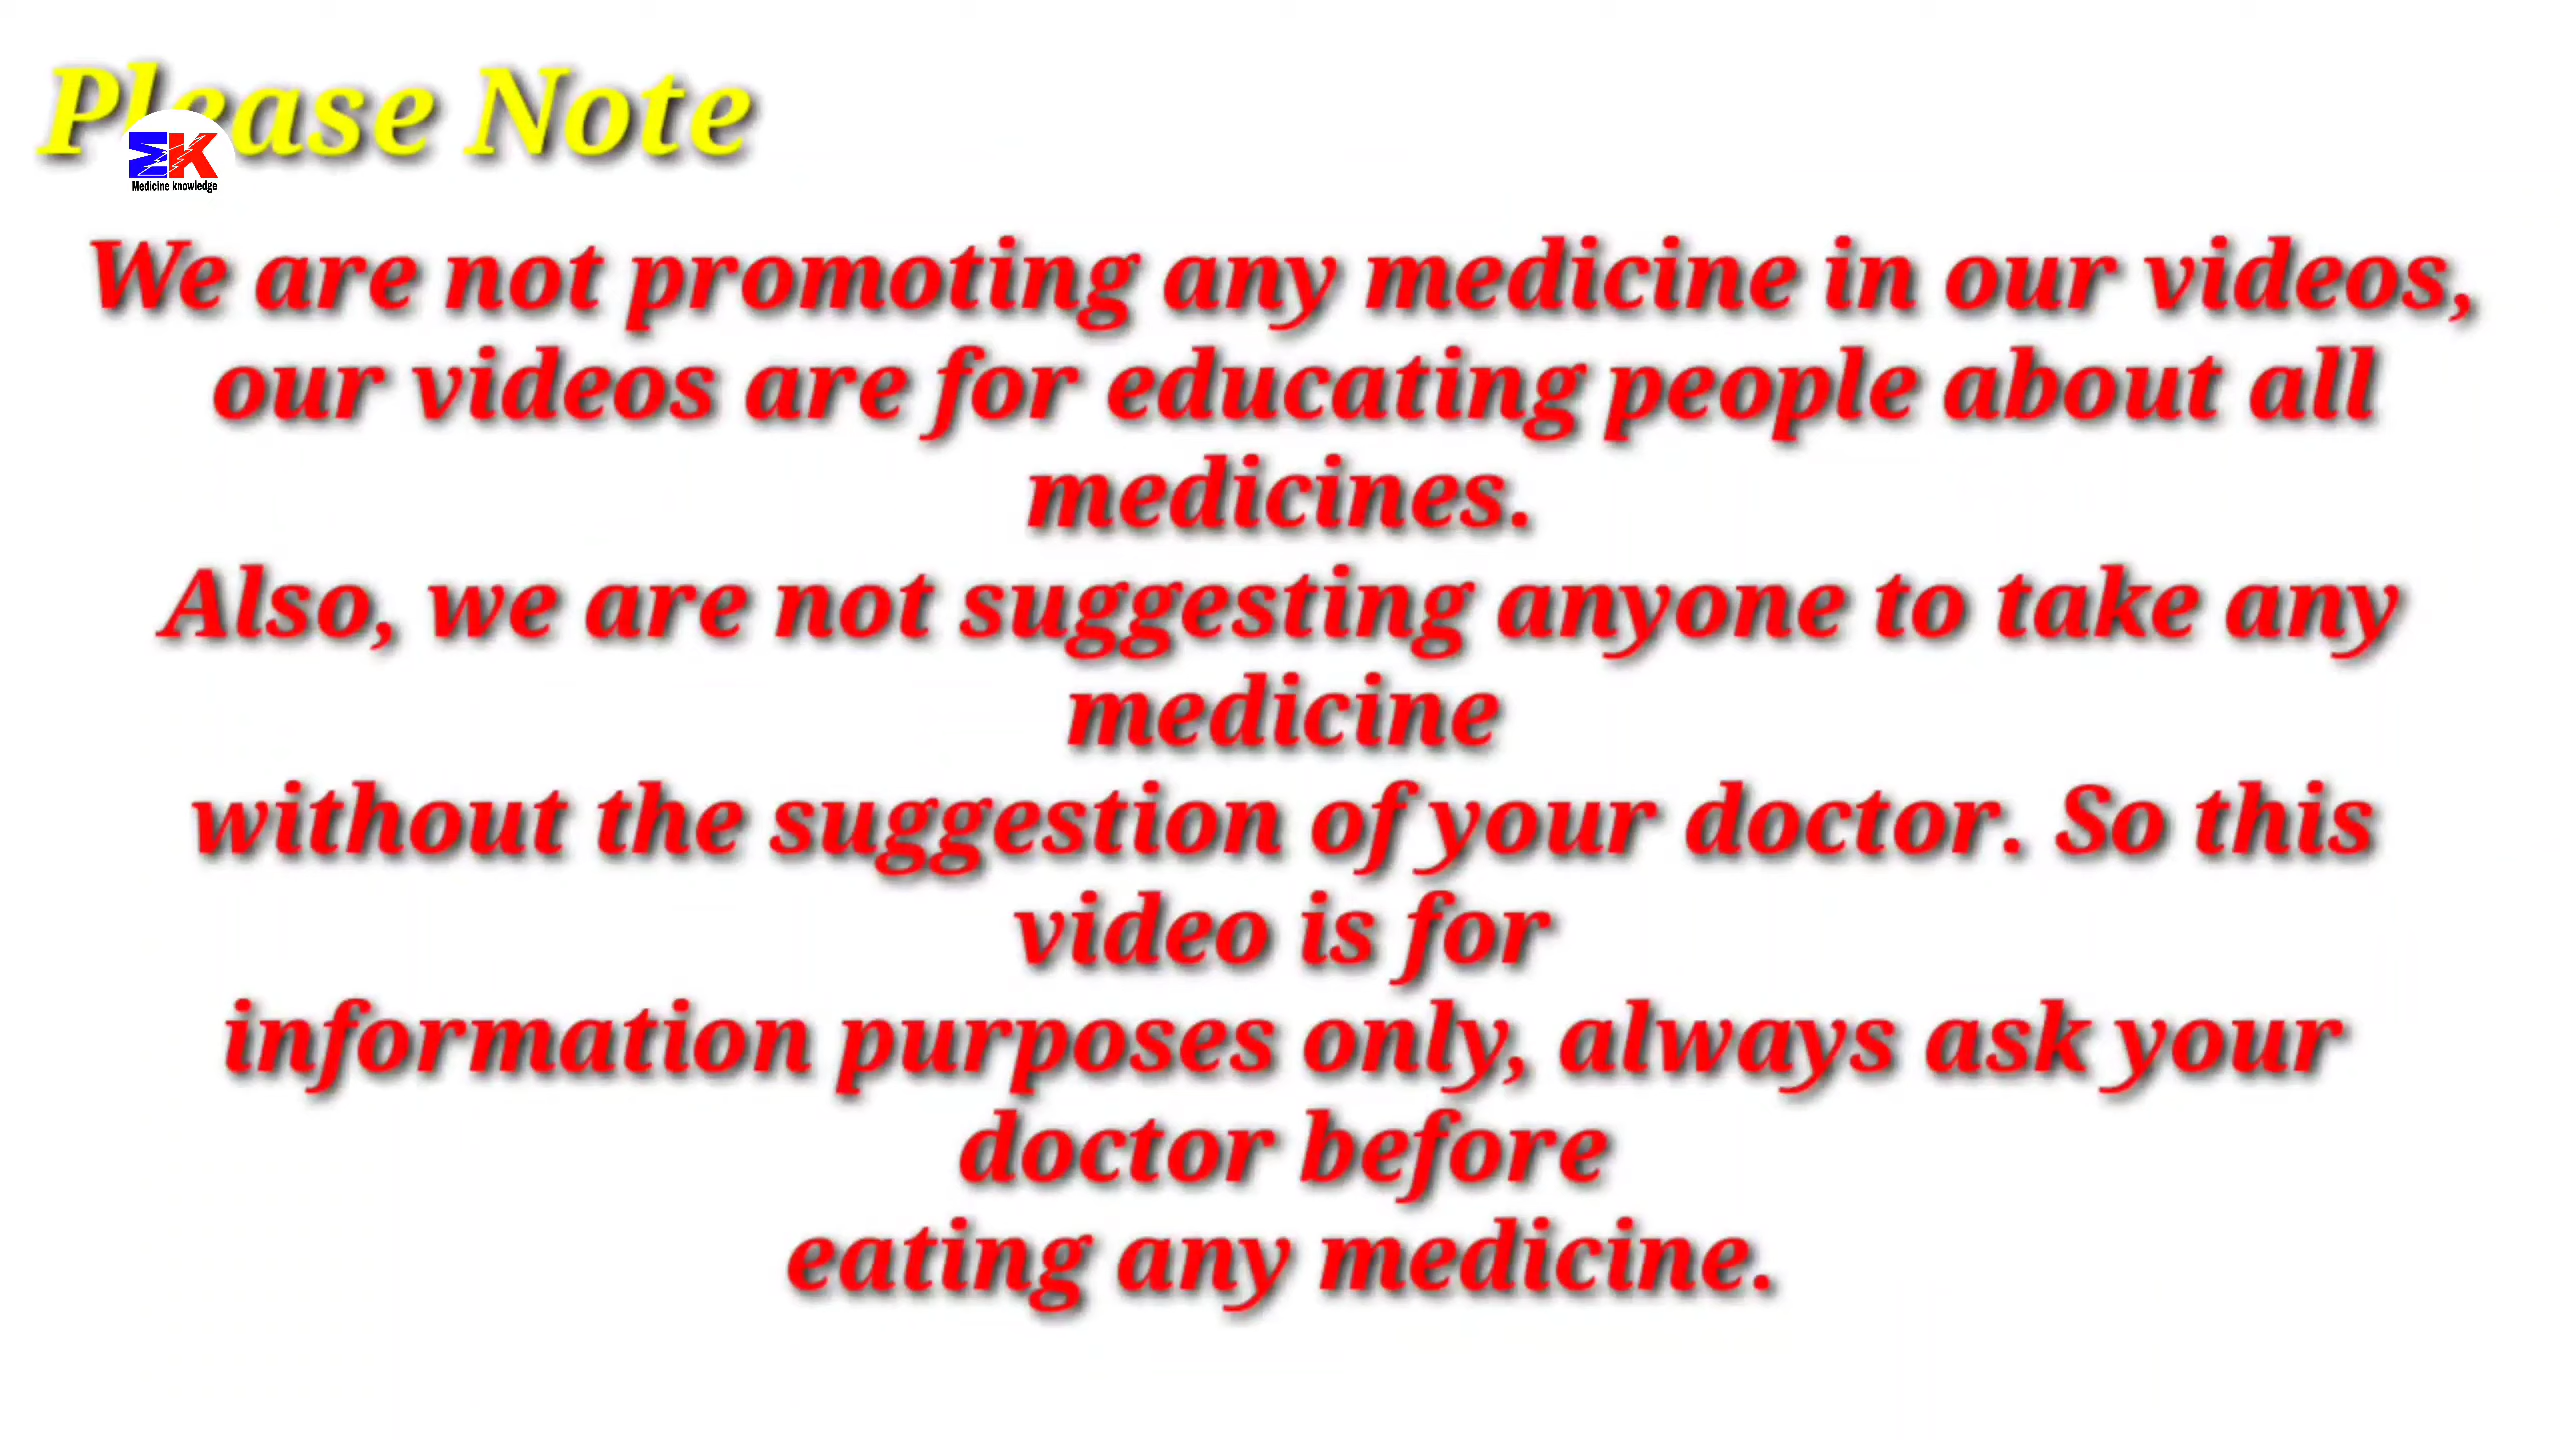 Please Note
MK
Medicine knowledge
We are not promoting any medicine in our videos,
our videos are for educating people about all
medicines.
Also, we are not suggesting anyone to take any
medicine
without the suggestion of your doctor. So this
video is for
information purposes only, always ask your
doctor before
eating any medicine.